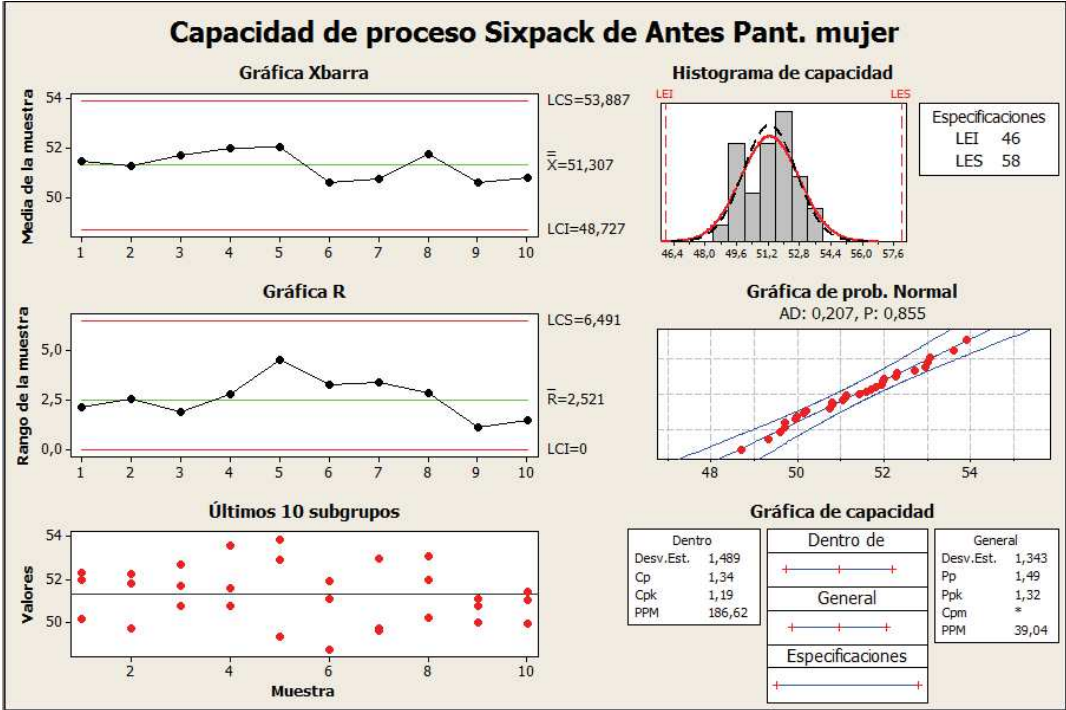 Capacidad de proceso Sixpack de Antes Pant. mujer
Gráfica Xbarra
Media de la muestra
54
52
50
LCS=53,887
X=51,307
LCI=48,727
1 2 3 4 5 6 7 8 9 10
Gráfica R
Rango de la muestra
5,0
2,5
0,0
LCS=6,491
R=2,521
LCI=0
1 2 3 4 5 6 7 8 9 10
Últimos 10 subgrupos
Valores
54
52
50
2 4 6 8 10
Muestra
Histograma de capacidad
LEI LES
46,4 48,0 49,6 51,2 52,8 54,4 56,0 57,6
Especificaciones
LEI 46
LES 58
Gráfica de prob. Normal
AD: 0,207, P: 0,855
48 50 52 54
Gráfica de capacidad
Dentro
Desv.Est. 1,489
Cp 1,34
Cpk 1,19
PPM 186,62
Dentro de
General
Especificaciones
General
Desv.Est. 1,343
Pp 1,49
Ppk 1,32
Cpm *
PPM 39,04